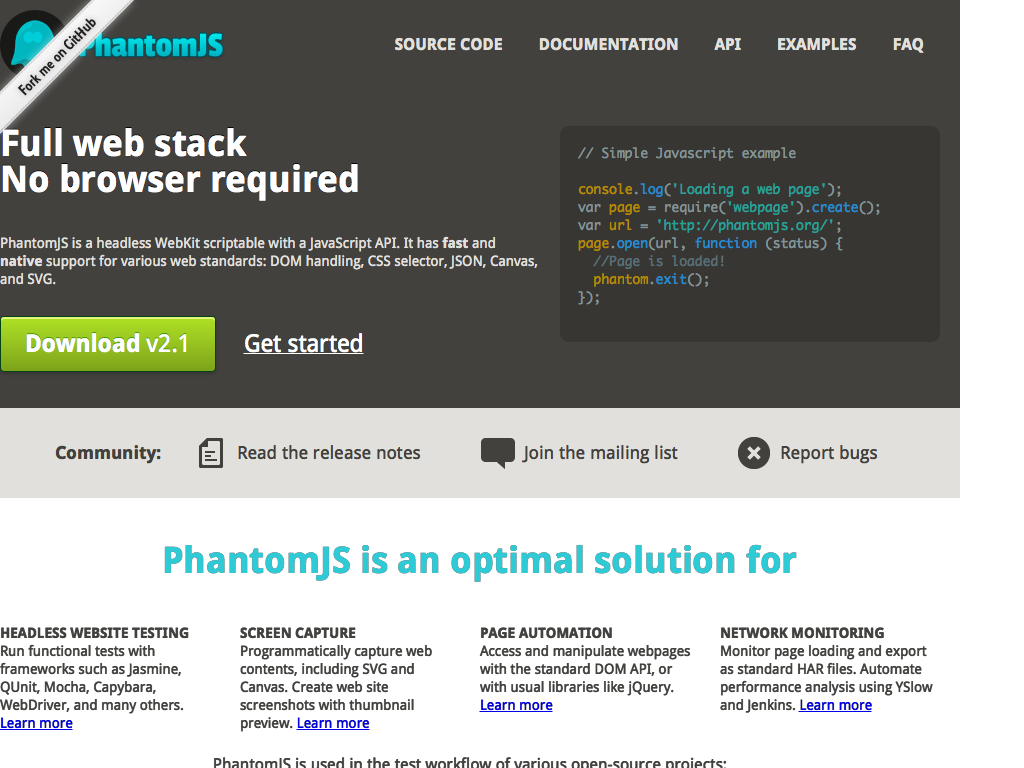 Fork me on GitHub
PhantomJS
SOURCE CODE DOCUMENTATION API EXAMPLES FAQ
Full web stack
No browser required
PhantomJS is a headless WebKit scriptable with a JavaScript API. It has fast and
native support for various web standards: DOM handling, CSS selector, JSON, Canvas,
and SVG.
Download v2.1 Get started
// Simple Javascript example
console.log('Loading a web page');
var page = require('webpage').create();
var url = 'http://phantomjs.org/';
page.open(url, function (status) {
//Page is loaded!
phantom.exit();
});
Community: Read the release notes Join the mailing list Report bugs
PhantomJS is an optimal solution for
HEADLESS WEBSITE TESTING
Run functional tests with
frameworks such as Jasmine,
QUnit, Mocha, Capybara,
WebDriver, and many others.
Learn more
SCREEN CAPTURE
Programmatically capture web
contents, including SVG and
Canvas. Create web site
screenshots with thumbnail
preview. Learn more
PAGE AUTOMATION
Access and manipulate webpages
with the standard DOM API, or
with usual libraries like jQuery.
Learn more
NETWORK MONITORING
Monitor page loading and export
as standard HAR files. Automate
performance analysis using YSlow
and Jenkins. Learn more
PhantomJS is used in the test workflow of various open-source projects: